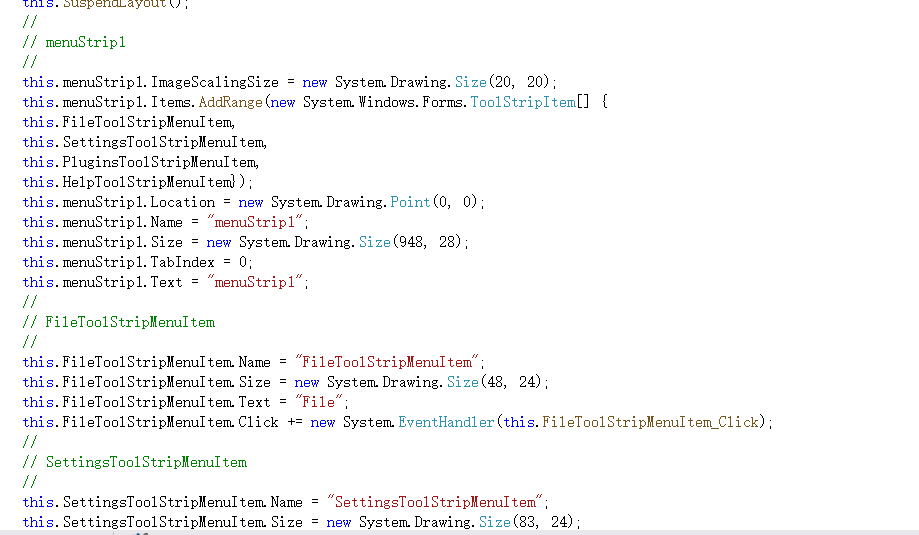 this.SuspendLayout();
//
// menuStrip1
//
this.menuStrip1.ImageScalingSize = new System.Drawing.Size(20, 20);
this.menuStrip1.Items.AddRange(new System.Windows.Forms.ToolStripItem[] {
this.FileToolStripMenuItem,
this.SettingsToolStripMenuItem,
this.PluginsToolStripMenuItem,
this.HelpToolStripMenuItem});
this.menuStrip1.Location = new System.Drawing.Point(0, 0);
this.menuStrip1.Name = "menuStrip1";
this.menuStrip1.Size = new System.Drawing.Size(948, 28);
this.menuStrip1.TabIndex = 0;
this.menuStrip1.Text = "menuStrip1";
//
// FileToolStripMenuItem
//
this.FileToolStripMenuItem.Name = "FileToolStripMenuItem";
this.FileToolStripMenuItem.Size = new System.Drawing.Size(48, 24);
this.FileToolStripMenuItem.Text = "File";
this.FileToolStripMenuItem.Click += new System.EventHandler(this.FileToolStripMenuItem_Click);
//
// SettingsToolStripMenuItem
//
this.SettingsToolStripMenuItem.Name = "SettingsToolStripMenuItem";
this.SettingsToolStripMenuItem.Size = new System.Drawing.Size(83, 24);